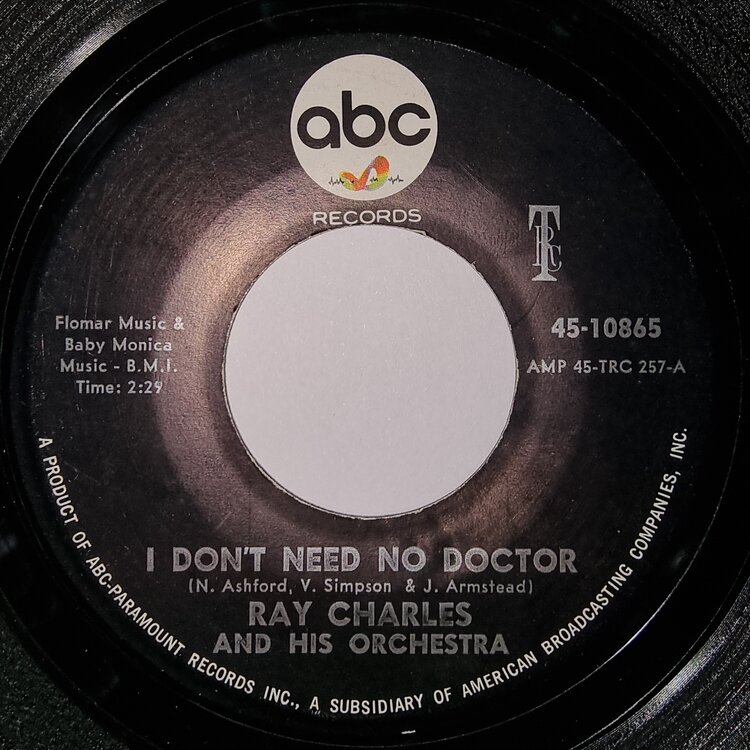 abc
RECORDS
TRC
45-10865
AMP 45-TRC 257-A
Flomar Music &
Baby Monica
Music - B.M.I.
Time: 2:29
I DON'T NEED NO DOCTOR
(N. Ashford, V. Simpson & J. Armstead)
RAY CHARLES
AND HIS ORCHESTRA
A PRODUCT OF ABC-PARAMOUNT RECORDS INC., A SUBSIDIARY OF AMERICAN BROADCASTING COMPANIES, INC.